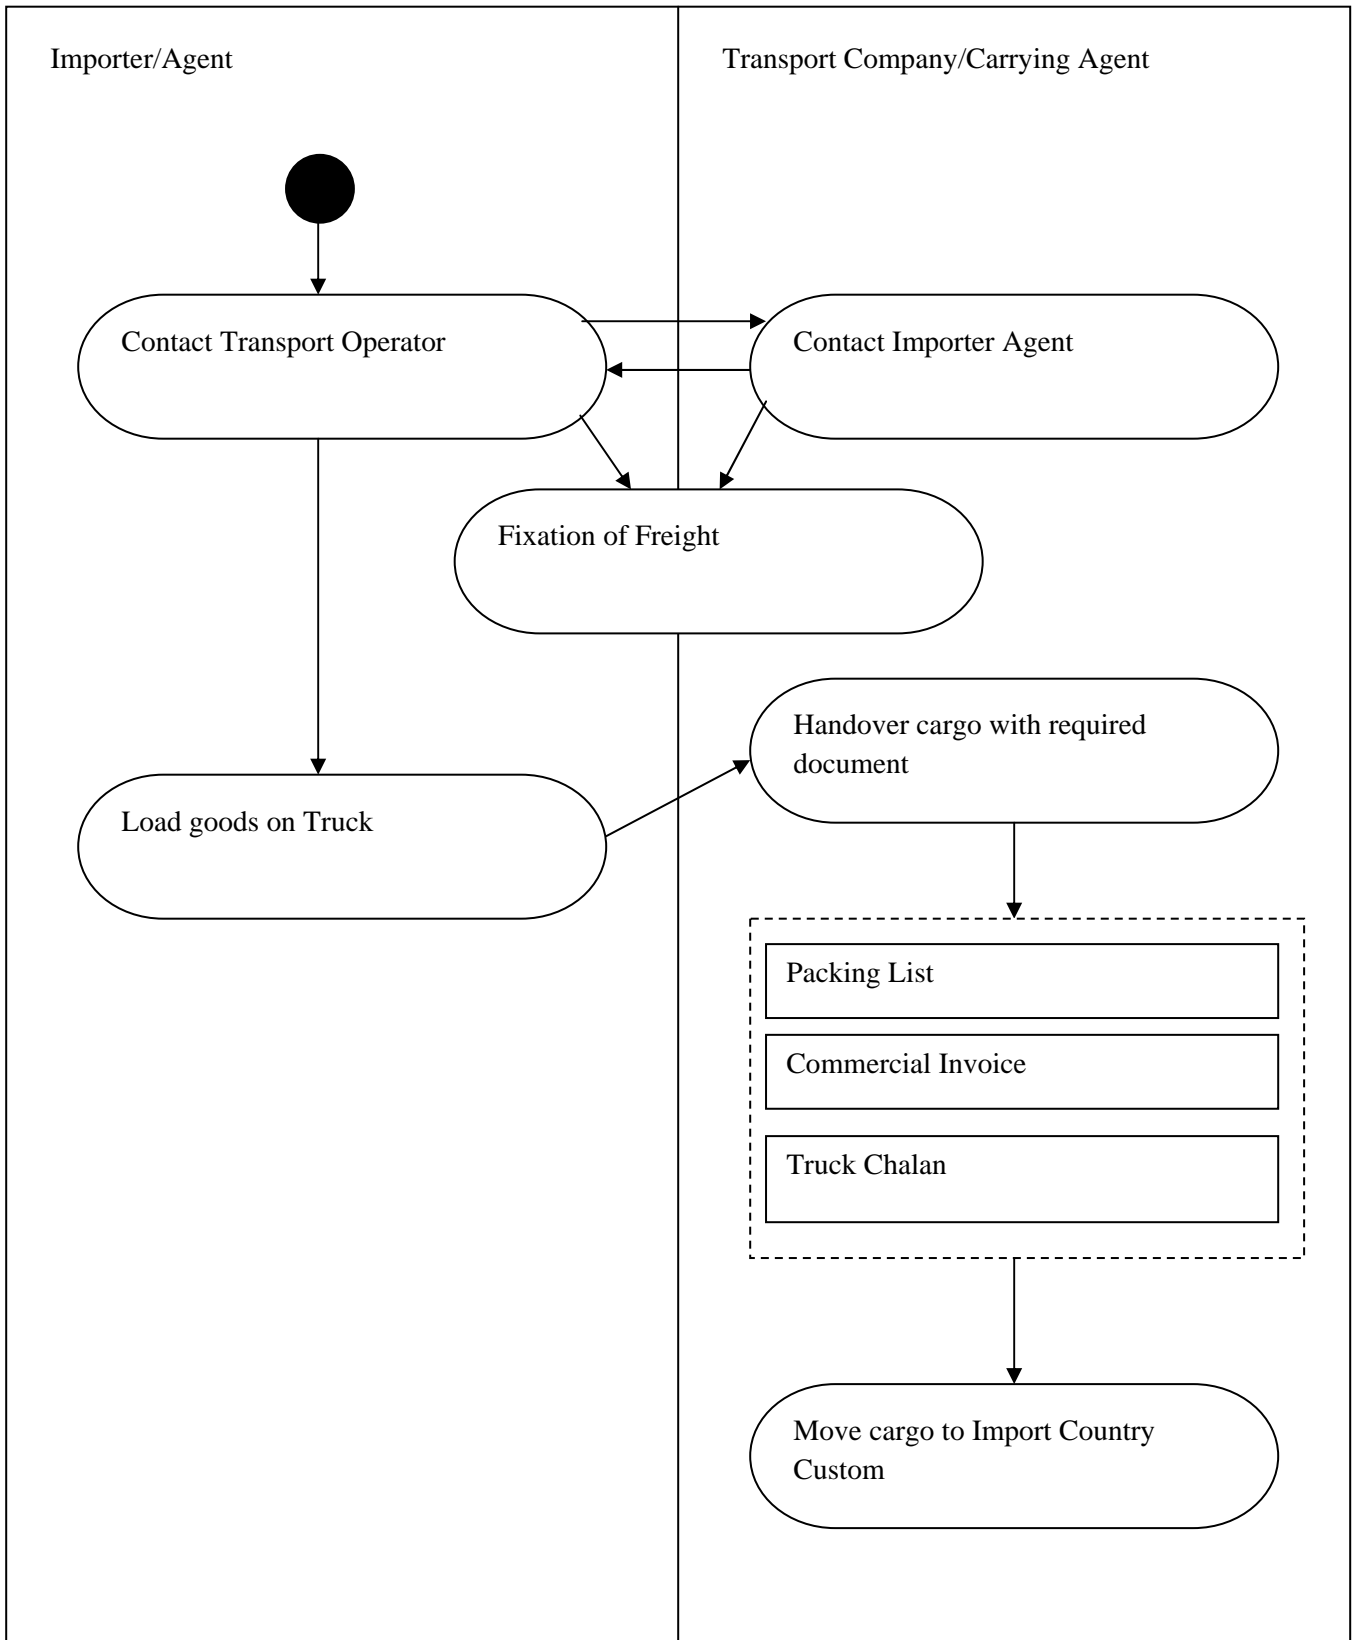 Importer/Agent
Transport Company/Carrying Agent
Contact Transport Operator
Contact Importer Agent
Fixation of Freight
Handover cargo with required
document
Load goods on Truck
Packing List
Commercial Invoice
Truck Chalan
Move cargo to Import Country
Custom